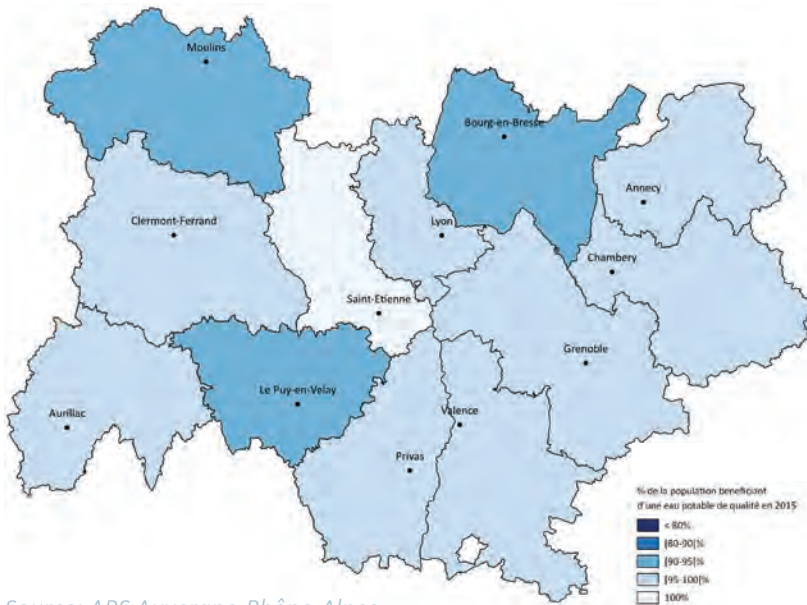 Moulins
Bourg-en-Bresse
Annecy
Clermont-Ferrand
Lyon
Chambery
Saint-Etienne
Grenoble
Le Puy-en-Velay
Aurillac
Valence
Privas
% de la population beneficiant
d'une eau potable de qualité en 2015
< 80%
[80-90[%
[90-95[%
[95-100[%
100%
Source: ARS Auvergne-Rhône-Alpes